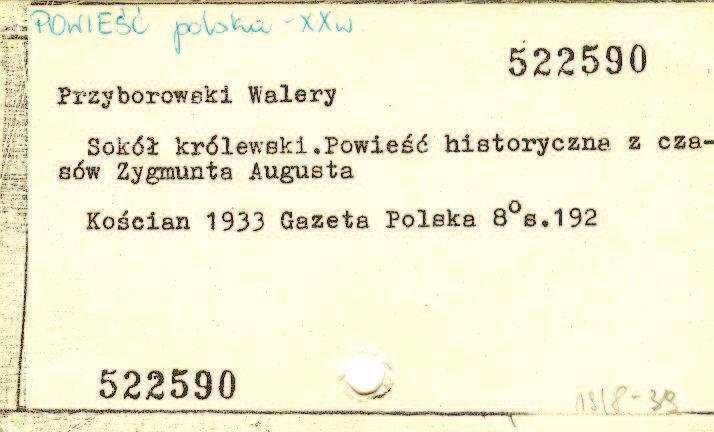 POWIEŚĆ polska - XX w.
522590
Przyborowski Walery
Sokół królewski.Powieść historyczna z cza-
sów Zygmunta Augusta
Kościan 1933 Gazeta Polska 8° s.192
522590
1918-39